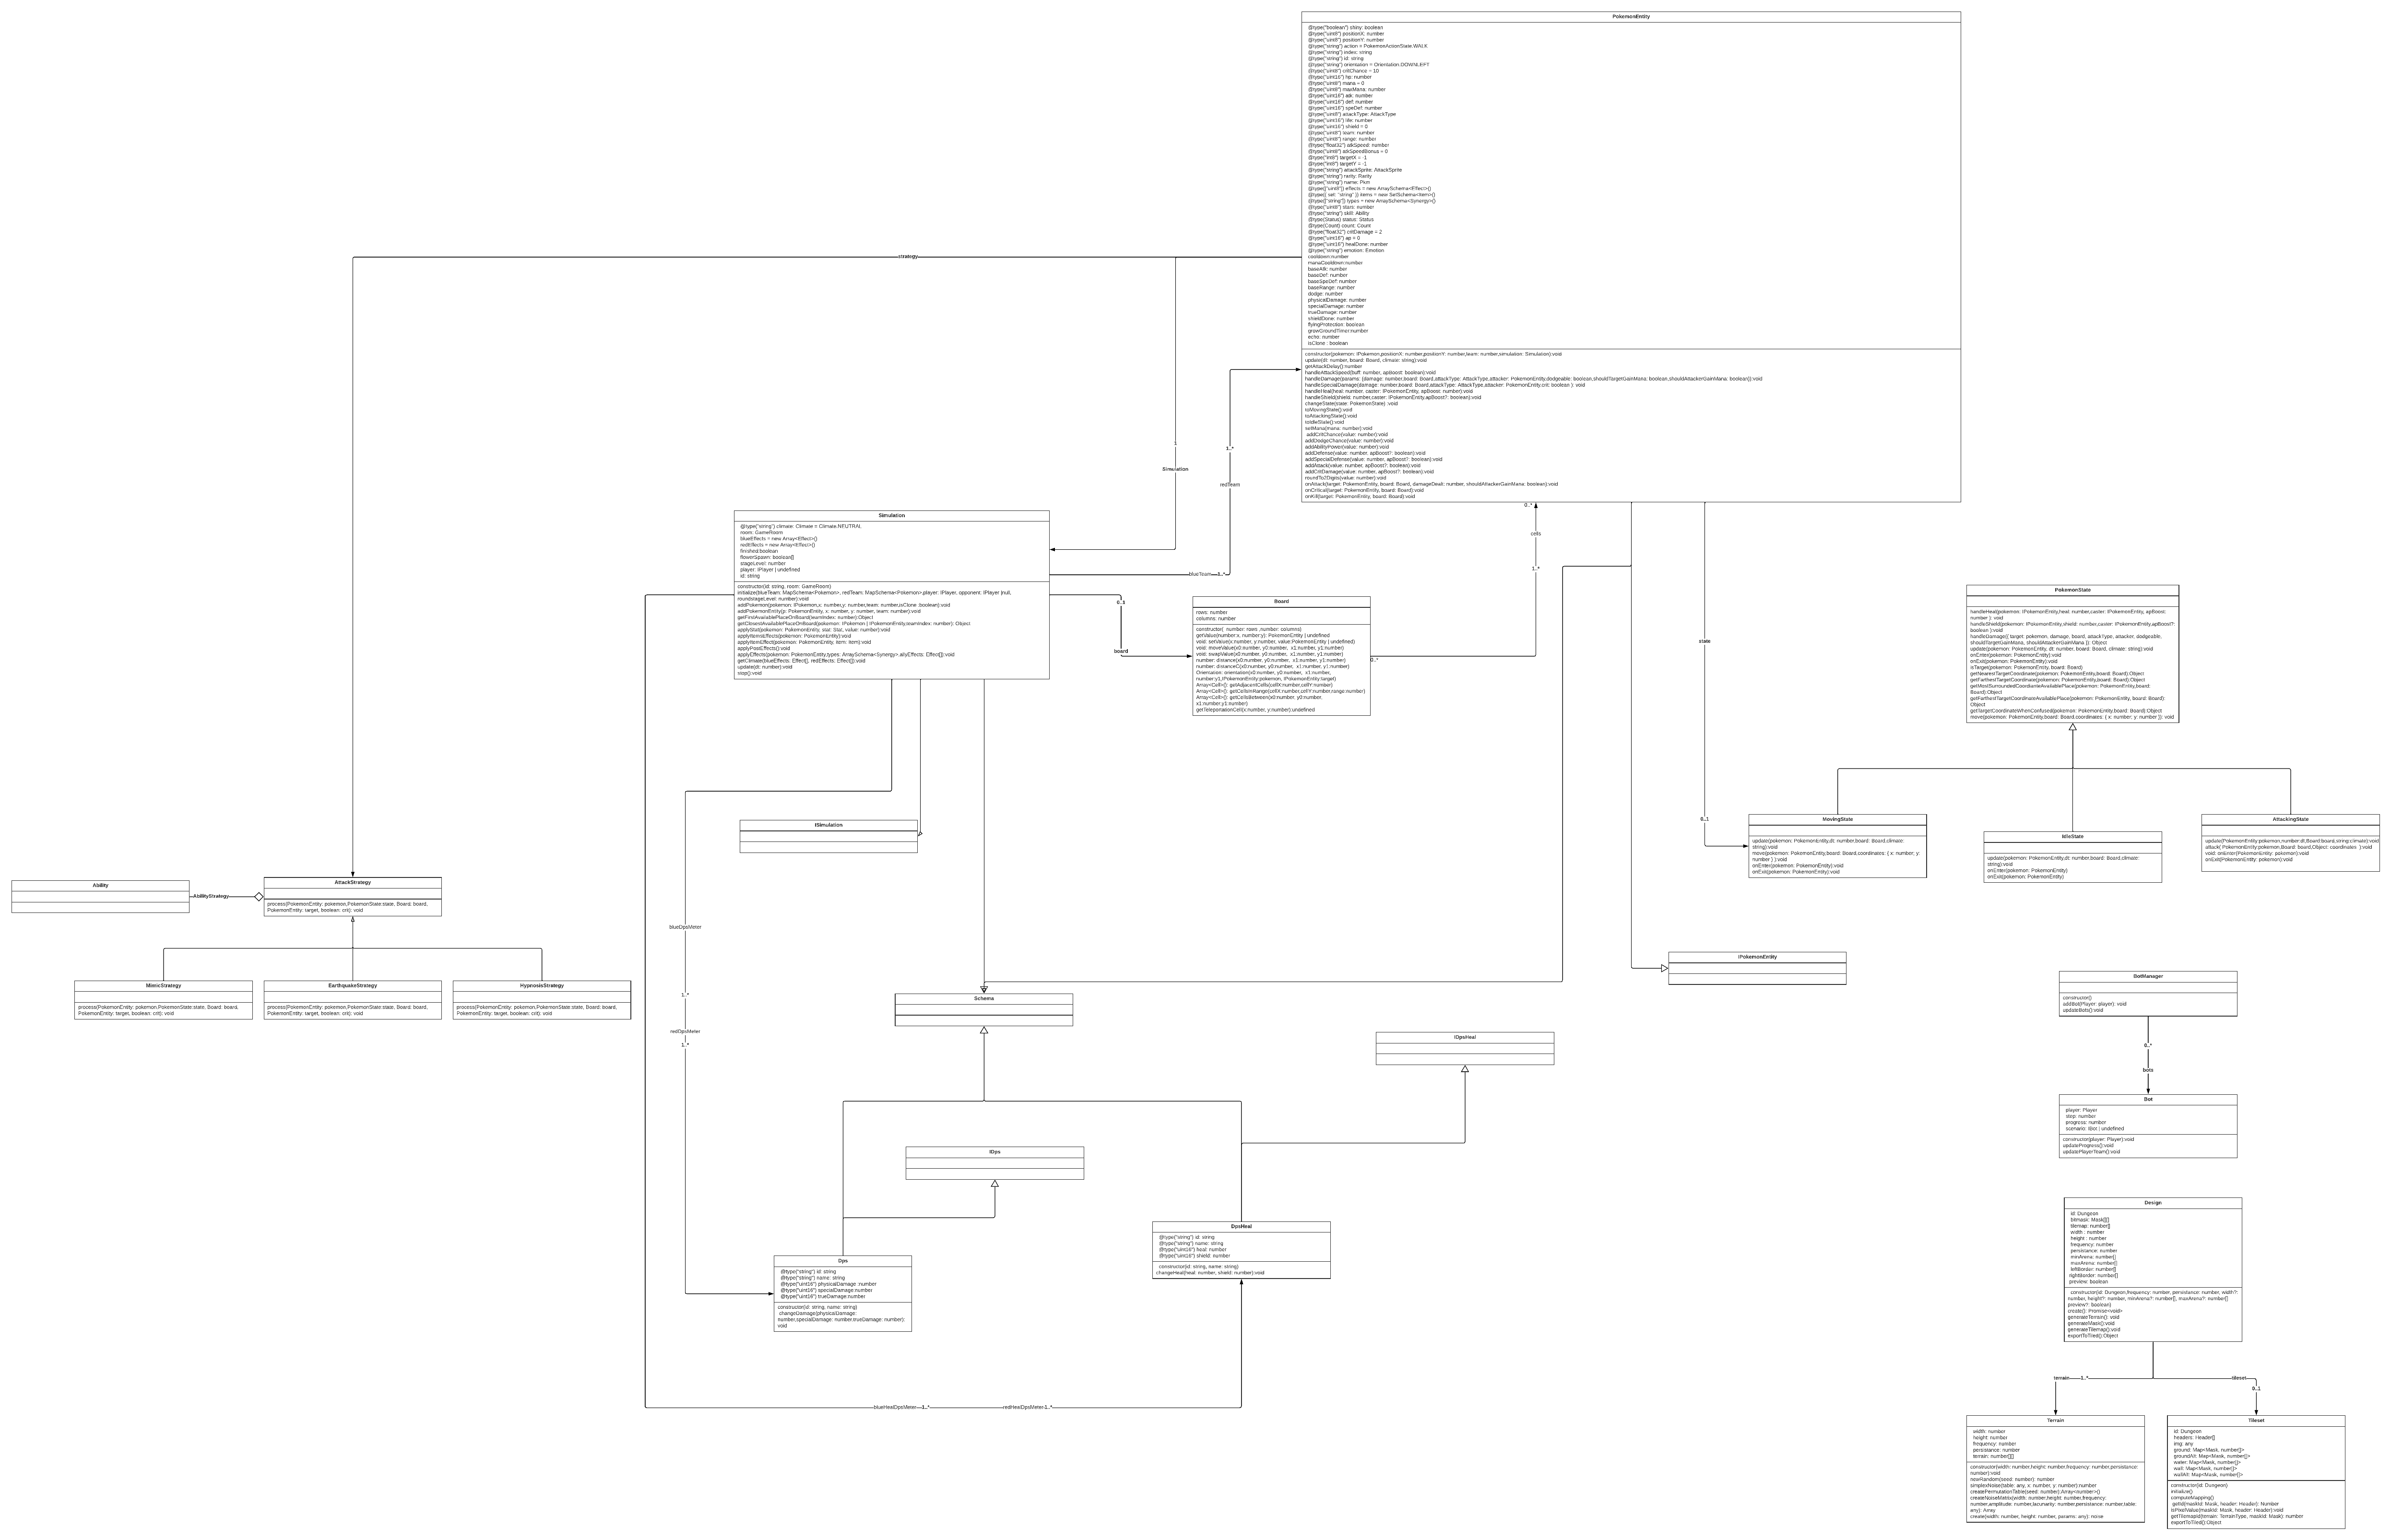 PokemonEntity
@type("boolean") shiny: boolean
@type("uint8") positionX: number
@type("uint8") positionY: number
@type("string") action = PokemonActionState.WALK
@type("string") index: string
@type("string") id: string
@type("string") orientation = Orientation.DOWNLEFT
@type("uint8") critChance = 10
@type("uint16") hp: number
@type("uint8") mana = 0
@type("uint8") maxMana: number
@type("uint16") atk: number
@type("uint16") def: number
@type("uint16") speDef: number
@type("uint8") attackType: AttackType
@type("uint16") life: number
@type("uint16") shield = 0
@type("uint8") team: number
@type("uint8") range: number
@type("float32") atkSpeed: number
@type("uint8") atkSpeedBonus = 0
@type("int8") targetX = -1
@type("int8") targetY = -1
@type("string") attackSprite: AttackSprite
@type("string") rarity: Rarity
@type("string") name: Pkm
@type(["uint8"]) effects = new ArraySchema<Effect>()
@type({ set: "string" }) items = new SetSchema<Item>()
@type(["string"]) types = new ArraySchema<Synergy>()
@type("uint8") stars: number
@type("string") skill: Ability
@type(Status) status: Status
@type(Count) count: Count
@type("float32") critDamage = 2
@type("uint16") ap = 0
@type("uint16") healDone: number
@type("string") emotion: Emotion
cooldown:number
manaCooldown:number
baseAtk: number
baseDef: number
baseSpeDef: number
baseRange: number
dodge: number
physicalDamage: number
specialDamage: number
trueDamage: number
shieldDone: number
flyingProtection: boolean
growGroundTimer:number
echo: number
isClone : boolean
constructor(pokemon: IPokemon,positionX: number,positionY: number,team: number,simulation: Simulation):void
update(dt: number, board: Board, climate: string):void
getAttackDelay():number
handleAttackSpeed(buff: number, apBoost: boolean):void
handleDamage(params: {damage: number,board: Board,attackType: AttackType,attacker: PokemonEntity,dodgeable: boolean,shouldTargetGainMana: boolean,shouldAttackerGainMana: boolean}):void
handleSpecialDamage(damage: number,board: Board,attackType: AttackType,attacker: PokemonEntity,crit: boolean ): void
handleHeal(heal: number, caster: IPokemonEntity, apBoost: number):void
handleShield(shield: number,caster: IPokemonEntity,apBoost?: boolean):void
changeState(state: PokemonState) :void
toMovingState():void
toAttackingState():void
toIdleState():void
setMana(mana: number):void
addCritChance(value: number):void
addDodgeChance(value: number):void
addAbilityPower(value: number):void
addDefense(value: number, apBoost?: boolean):void
addSpecialDefense(value: number, apBoost?: boolean):void
addAttack(value: number, apBoost?: boolean):void
addCritDamage(value: number, apBoost?: boolean):void
roundTo2Digits(value: number):void
onAttack(target: PokemonEntity, board: Board, damageDealt: number, shouldAttackerGainMana: boolean):void
onCritical(target: PokemonEntity, board: Board):void
onKill(target: PokemonEntity, board: Board):void
strategy
1
Simulation
1..*
redTeam
blueTeam
1..*
0..*
cells
1..*
0..*
state
0..1
0..1
board
Simulation
@type("string") climate: Climate = Climate.NEUTRAL
room: GameRoom
blueEffects = new Array<Effect>()
redEffects = new Array<Effect>()
finished:boolean
flowerSpawn: boolean[]
stageLevel: number
player: IPlayer | undefined
id: string
constructor(id: string, room: GameRoom)
initialize(blueTeam: MapSchema<Pokemon>, redTeam: MapSchema<Pokemon>,player: IPlayer, opponent: IPlayer |null,
roundstageLevel: number):void
addPokemon(pokemon: IPokemon,x: number,y: number,team: number,isClone :boolean):void
addPokemonEntity(p: PokemonEntity, x: number, y: number, team: number):void
getFirstAvailablePlaceOnBoard(teamIndex: number):Object
getClosestAvailablePlaceOnBoard(pokemon: IPokemon | IPokemonEntity,teamIndex: number): Object
applyStat(pokemon: PokemonEntity, stat: Stat, value: number):void
applyItemsEffects(pokemon: PokemonEntity):void
applyItemEffect(pokemon: PokemonEntity, item: Item):void
applyPostEffects():void
applyEffects(pokemon: PokemonEntity,types: ArraySchema<Synergy>,allyEffects: Effect[]):void
getClimate(blueEffects: Effect[], redEffects: Effect[]):void
update(dt: number):void
stop():void
Board
rows: number
columns: number
constructor( number: rows ,number: columns)
getValue(number:x, number:y): PokemonEntity | undefined
void: setValue(x:number, y:number, value:PokemonEntity | undefined)
void: moveValue(x0:number, y0:number, x1:number, y1:number)
void: swapValue(x0:number, y0:number, x1:number, y1:number)
number: distance(x0:number, y0:number, x1:number, y1:number)
number: distanceC(x0:number, y0:number, x1:number, y1:number)
Orientation: orientation(x0:number, y0:number, x1:number,
number:y1,IPokemonEntity:pokemon, IPokemonEntity:target)
Array<Cell>(): getAdjacentCells(cellX:number,cellY:number)
Array<Cell>(): getCellsInRange(cellX:number,cellY:number,range:number)
Array<Cell>(): getCellsBetween(x0:number, y0:number,
x1:number,y1:number)
getTeleportationCell(x:number, y:number):undefined
PokemonState
handleHeal(pokemon: IPokemonEntity,heal: number,caster: IPokemonEntity, apBoost:
number ): void
handleShield(pokemon: IPokemonEntity,shield: number,caster: IPokemonEntity,apBoost?:
boolean ):void
handleDamage({ target: pokemon, damage, board, attackType, attacker, dodgeable,
shouldTargetGainMana, shouldAttackerGainMana }): Object
update(pokemon: PokemonEntity, dt: number, board: Board, climate: string):void
onEnter(pokemon: PokemonEntity):void
onExit(pokemon: PokemonEntity):void
isTarget(pokemon: PokemonEntity, board: Board)
getNearestTargetCoordinate(pokemon: PokemonEntity,board: Board):Object
getFarthestTargetCoordinate(pokemon: PokemonEntity,board: Board):Object
getMostSurroundedCoordianteAvailablePlace(pokemon: PokemonEntity,board:
Board):Object
getFarthestTargetCoordinateAvailablePlace(pokemon: PokemonEntity, board: Board):
Object
getTargetCoordinateWhenConfused(pokemon: PokemonEntity,board: Board):Object
move(pokemon: PokemonEntity,board: Board,coordinates: { x: number; y: number }): void
MovingState
update(pokemon: PokemonEntity,dt: number,board: Board,climate:
string):void
move(pokemon: PokemonEntity,board: Board,coordinates: { x: number, y:
number } ):void
onEnter(pokemon: PokemonEntity):void
onExit(pokemon: PokemonEntity):void
IdleState
update(pokemon: PokemonEntity,dt: number,board: Board,climate:
string):void
onEnter(pokemon: PokemonEntity)
onExit(pokemon: PokemonEntity)
AttackingState
update(PokemonEntity:pokemon,number:dt,Board:board,string:climate):void
attack( PokemonEntity:pokemon,Board: board,Object: coordinates ):void
void: onEnter(PokemonEntity: pokemon):void
onExit(PokemonEntity: pokemon):void
ISimulation
Ability
AbilityStrategy
AttackStrategy
process(PokemonEntity: pokemon,PokemonState:state, Board: board,
PokemonEntity: target, boolean: crit): void
MimicStrategy
process(PokemonEntity: pokemon,PokemonState:state, Board: board,
PokemonEntity: target, boolean: crit): void
EarthquakeStrategy
process(PokemonEntity: pokemon,PokemonState:state, Board: board,
PokemonEntity: target, boolean: crit): void
HypnosisStrategy
process(PokemonEntity: pokemon,PokemonState:state, Board: board,
PokemonEntity: target, boolean: crit): void
blueDpsMeter
1..*
redDpsMeter
1..*
Schema
IPokemonEntity
IDpsHeal
IDps
BotManager
constructor()
addBot(Player: player): void
updateBots():void
0..*
bots
Bot
player: Player
step: number
progress: number
scenario: IBot | undefined
constructor(player: Player):void
updateProgress():void
updatePlayerTeam():void
Dps
@type("string") id: string
@type("string") name: string
@type("uint16") physicalDamage :number
@type("uint16") specialDamage:number
@type("uint16") trueDamage:number
constructor(id: string, name: string)
changeDamage(physicalDamage:
number,specialDamage: number,trueDamage: number):
void
DpsHeal
@type("string") id: string
@type("string") name: string
@type("uint16") heal: number
@type("uint16") shield: number
constructor(id: string, name: string)
changeHeal(heal: number, shield: number):void
blueHealDpsMeter
1..*
redHealDpsMeter
1..*
Design
id: Dungeon
bitmask: Mask[][]
tilemap: number[]
width : number
height : number
frequency: number
persistance: number
minArena: number[]
maxArena: number[]
leftBorder: number[]
rightBorder: number[]
preview: boolean
constructor(id: Dungeon,frequency: number, persistance: number, width?:
number, height?: number, minArena?: number[], maxArena?: number[]
preview?: boolean)
create(): Promise<void>
generateTerrain(): void
generateMask():void
generateTilemap():void
exportToTiled():Object
terrain
1..*
tileset
0..1
Terrain
width: number
height: number
frequency: number
persistance: number
terrain: number[][]
constructor(width: number,height: number,frequency: number,persistance:
number):void
newRandom(seed: number): number
simplexNoise(table: any, x: number, y: number):number
createPermutationTable(seed: number):Array<number>()
createNoiseMatrix(width: number,height: number,frequency:
number,amplitude: number,lacunarity: number,persistance: number,table:
any): Array
create(width: number, height: number, params: any): noise
Tileset
id: Dungeon
headers: Header[]
img: any
ground: Map<Mask, number[]>
groundAlt: Map<Mask, number[]>
water: Map<Mask, number[]>
wall: Map<Mask, number[]>
wallAlt: Map<Mask, number[]>
constructor(id: Dungeon)
initialize()
computeMapping()
getId(maskId: Mask, header: Header): Number
isPixelValue(maskId: Mask, header: Header):void
getTilemapId(terrain: TerrainType, maskId: Mask): number
exportToTiled():Object